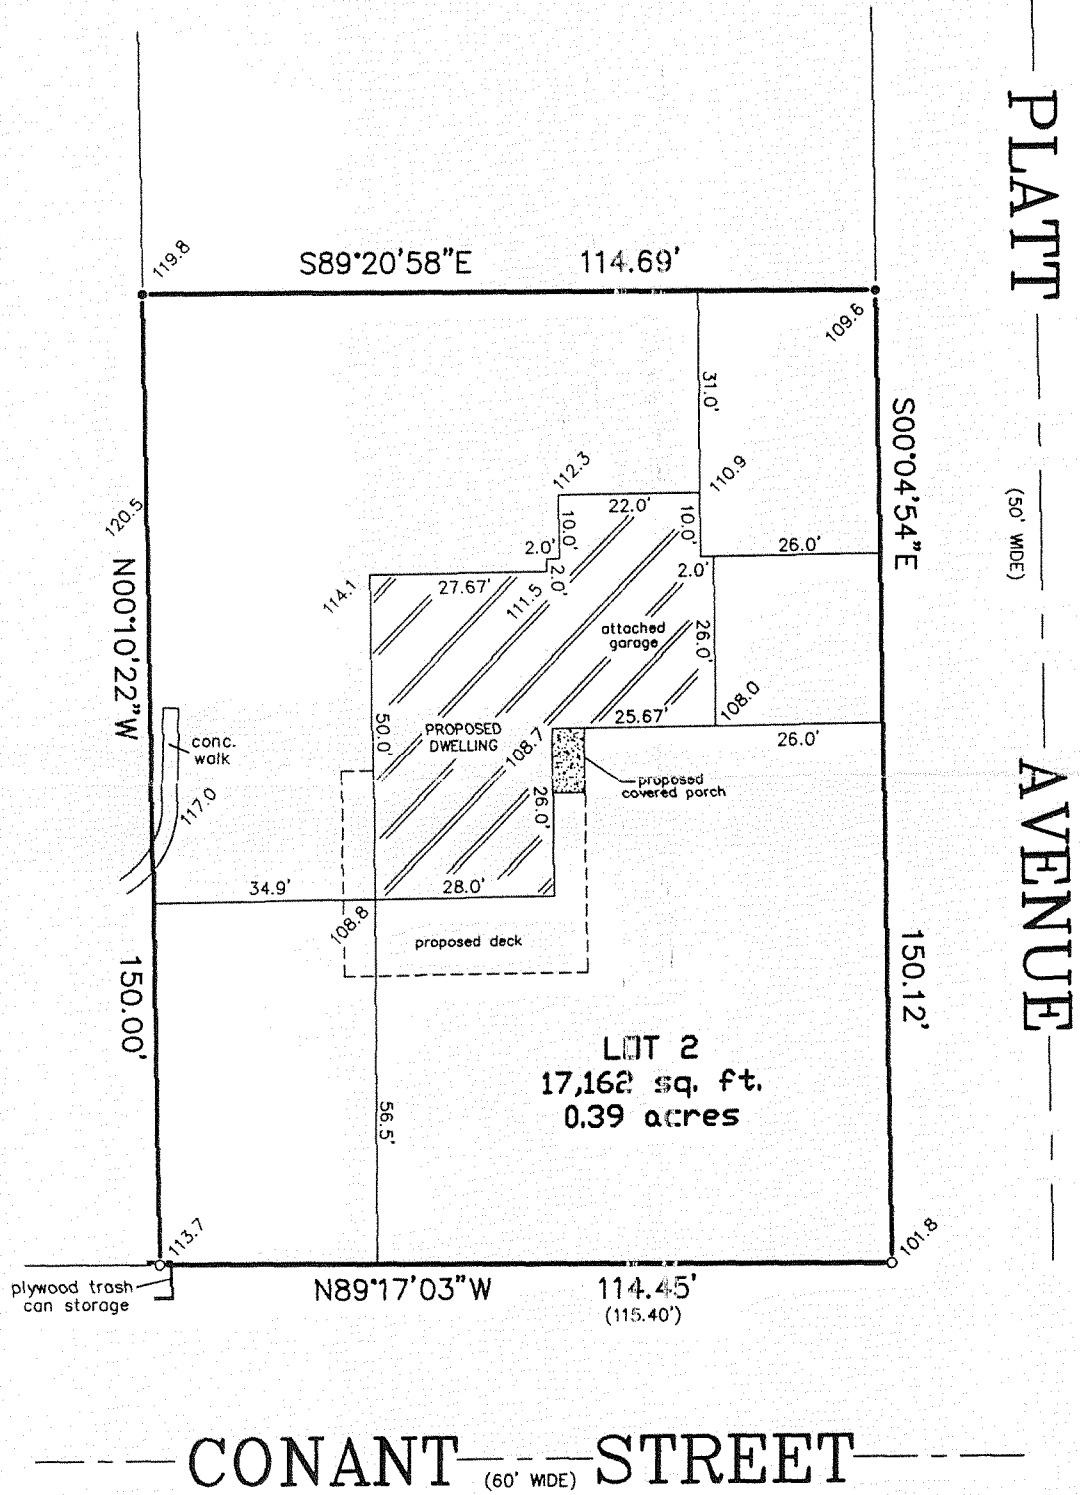 PLATT
(50' WIDE)
AVENUE
119.8
S89°20'58"E 114.69'
109.6
31.0'
S00°04'54"E
112.3
110.9
120.5
22.0'
10.0'
10.0'
26.0'
2.0'
2.0'
2.0'
114.1
27.67'
111.5
N00°10'22"W
attached
garage
26.0'
108.0
25.67'
26.0'
50.0'
PROPOSED
DWELLING
108.7
conc.
walk
proposed
covered porch
117.0
26.0'
34.9'
28.0'
108.8
proposed deck
150.00'
150.12'
LOT 2
17,162 sq. ft.
0.39 acres
56.5'
113.7
101.8
plywood trash
can storage
N89°17'03"W 114.45'
(115.40')
CONANT STREET
(60' WIDE)